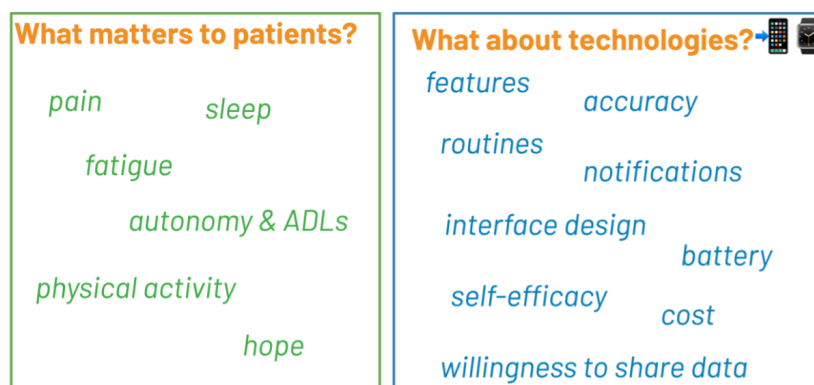 What matters to patients?
pain
sleep
fatigue
autonomy & ADLs
physical activity
hope
What about technologies?
features
accuracy
routines
notifications
interface design
battery
self-efficacy
cost
willingness to share data